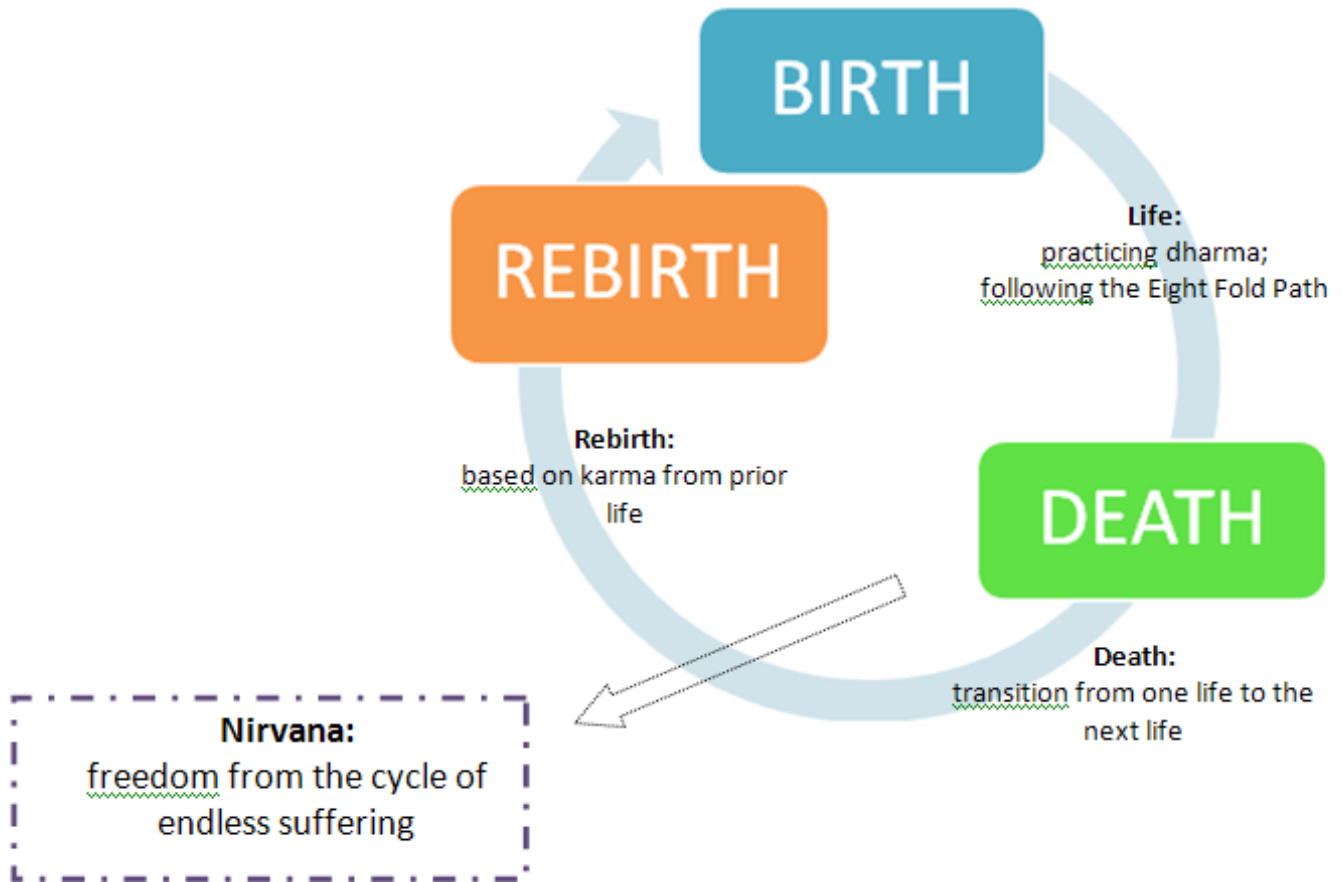 BIRTH
REBIRTH
Life:
practicing dharma;
following the Eight Fold Path
Rebirth:
based on karma from prior
life
DEATH
Death:
transition from one life to the
next life
Nirvana:
freedom from the cycle of
endless suffering